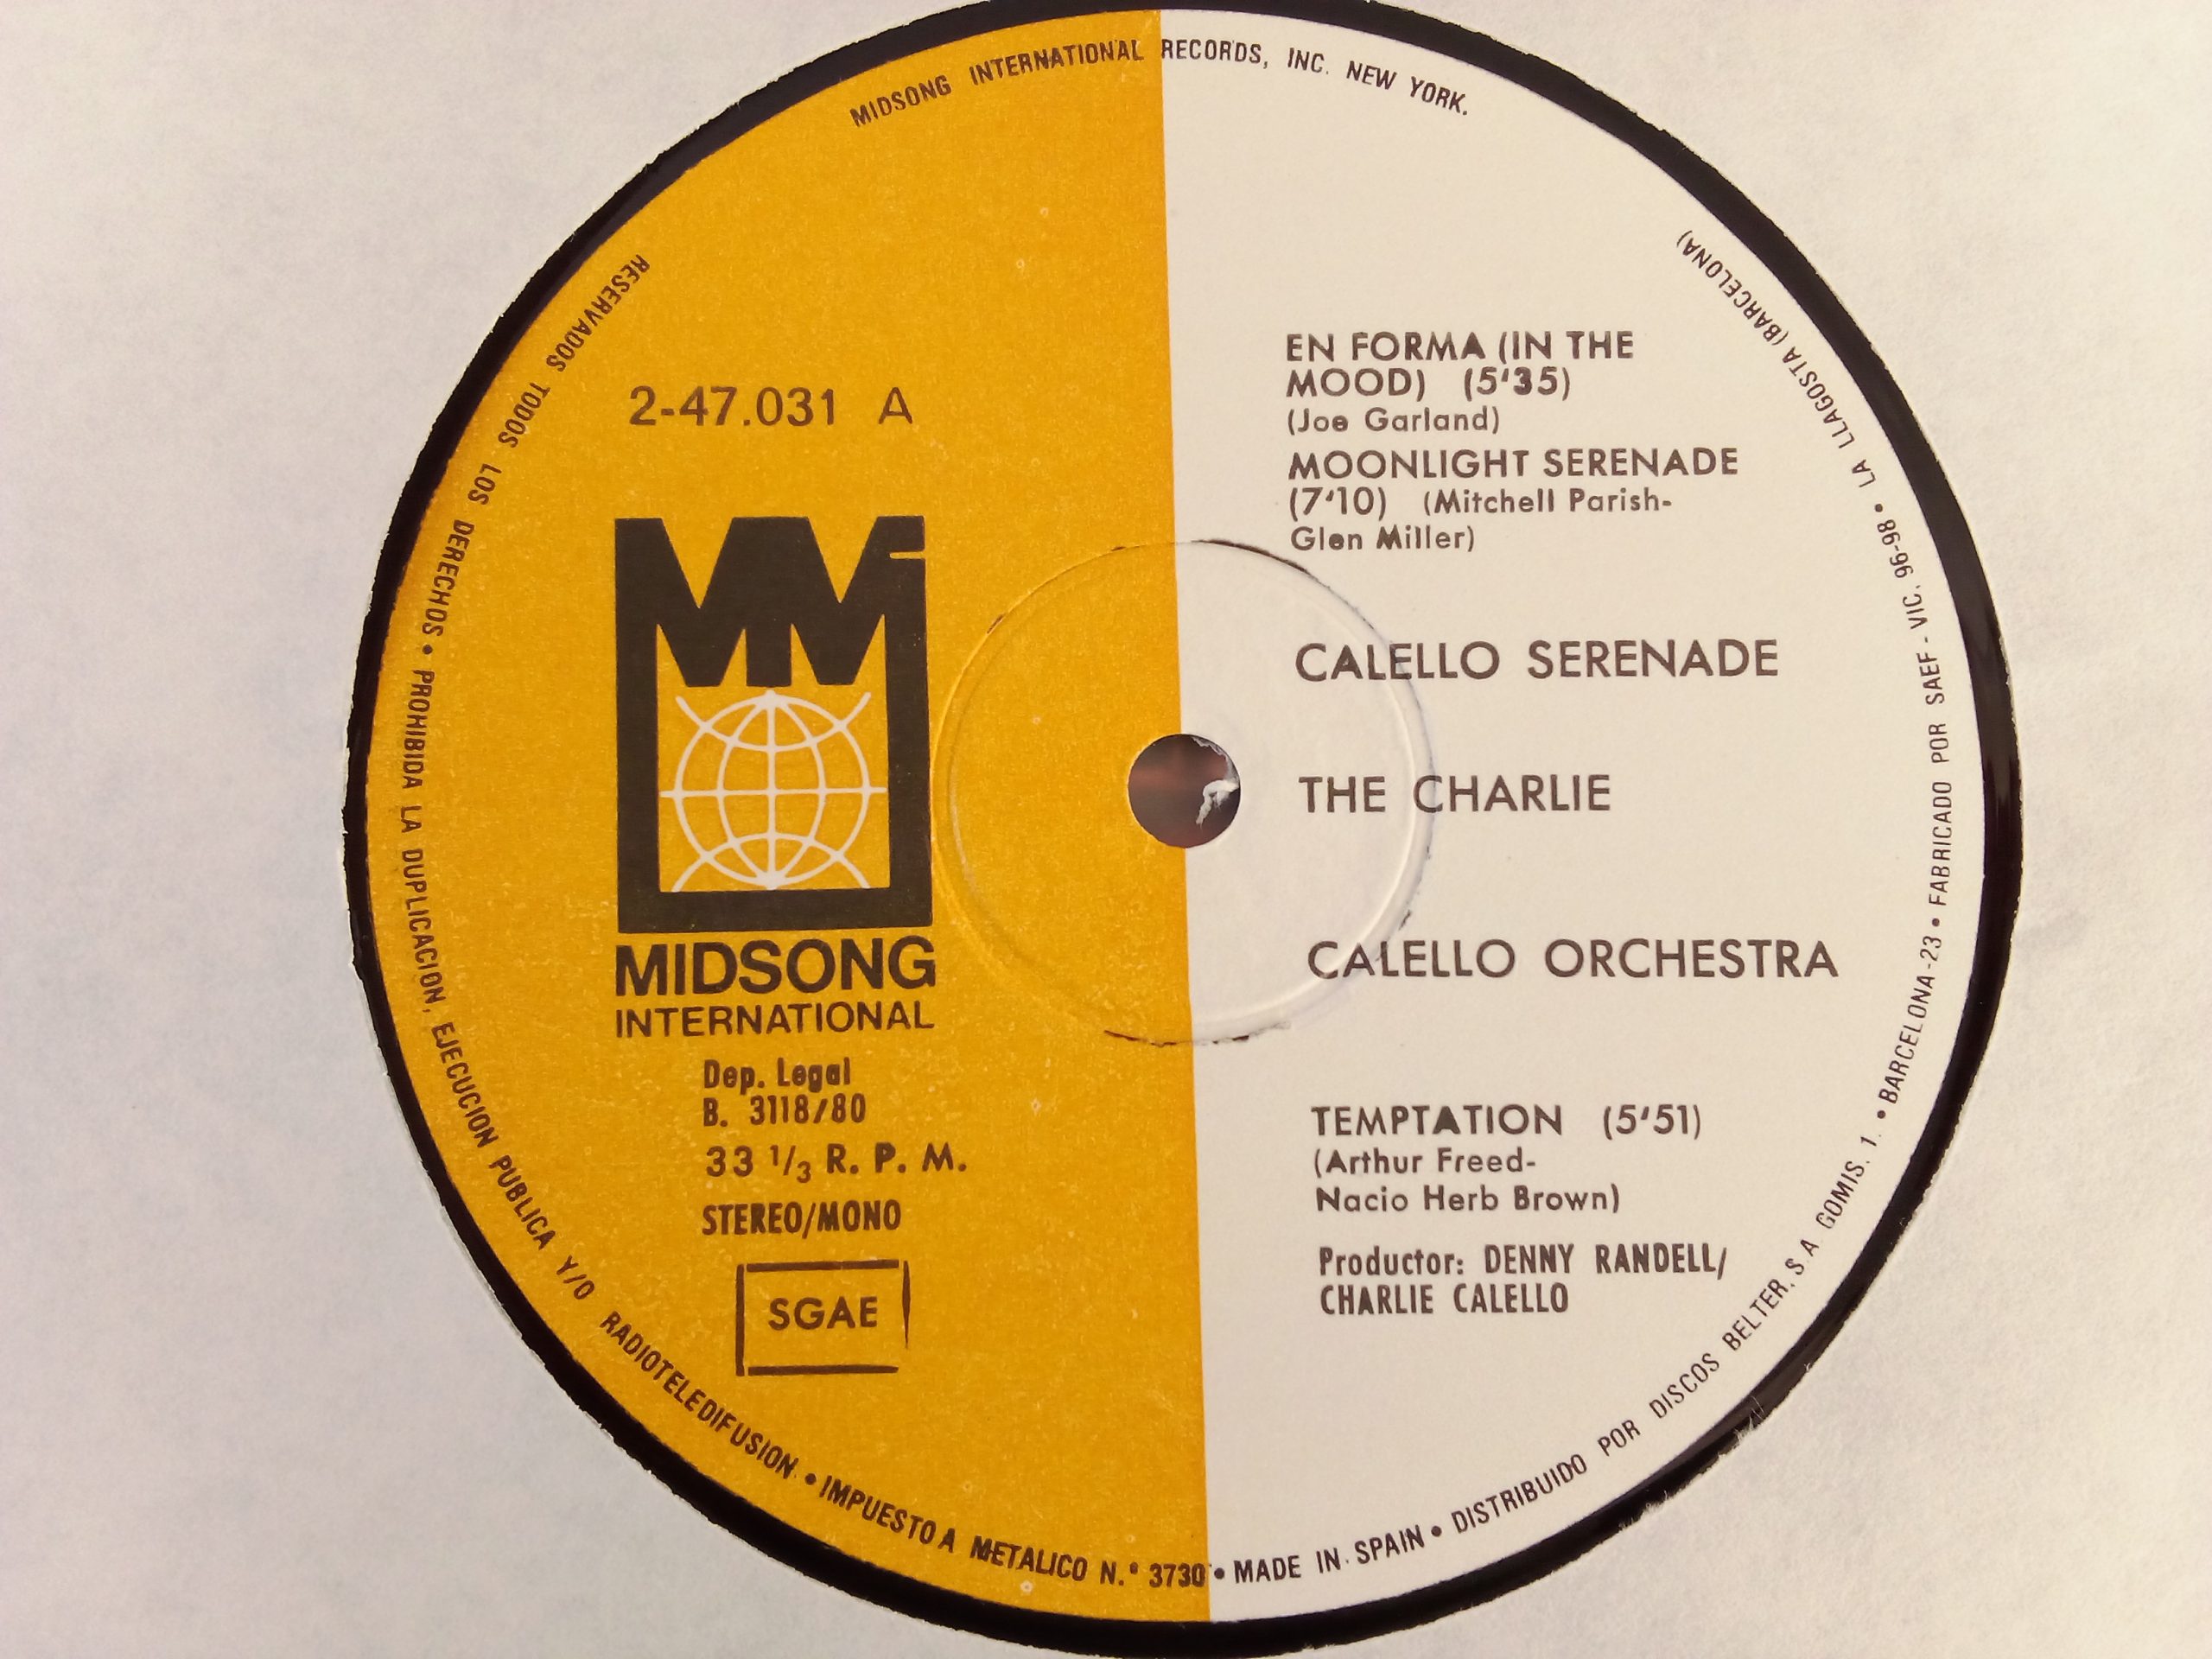 MIDSONG INTERNATIONAL RECORDS, INC. NEW YORK.
2-47.031 A
MIDSONG
INTERNATIONAL
Dep. Legal
B. 3118/80
33 1/3 R. P. M.
STEREO/MONO
SGAE
EN FORMA (IN THE
MOOD) (5'35)
(Joe Garland)
MOONLIGHT SERENADE
(7'10) (Mitchell Parish-
Glen Miller)
CALELLO SERENADE
THE CHARLIE
CALELLO ORCHESTRA
TEMPTATION (5'51)
(Arthur Freed-
Nacio Herb Brown)
Productor: DENNY RANDELL/
CHARLIE CALELLO
RESERVADOS TODOS LOS DERECHOS • PROHIBIDA LA DUPLICACION, EJECUCION PUBLICA Y/O RADIOTELEDIFUSION • IMPUESTO A METALICO N.º 3730 • MADE IN SPAIN • DISTRIBUIDO POR DISCOS BELTER, S.A. GOMIS. 1. • BARCELONA-23 • FABRICADO POR SAEF - VIC, 96-98 • LA LLAGOSTA (BARCELONA)